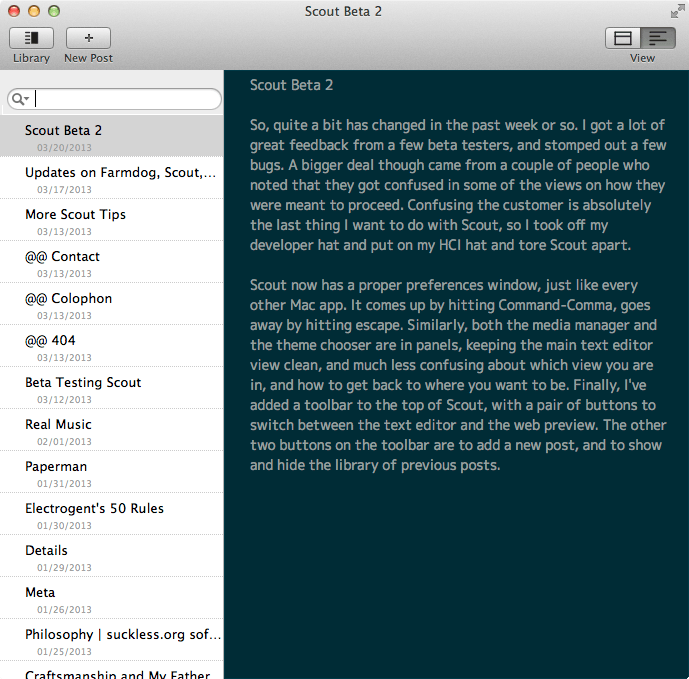 Scout Beta 2
Library
New Post
View
Scout Beta 2
03/20/2013
Updates on Farmdog, Scout,...
03/17/2013
More Scout Tips
03/13/2013
@@ Contact
03/13/2013
@@ Colophon
03/13/2013
@@ 404
03/13/2013
Beta Testing Scout
03/12/2013
Real Music
02/01/2013
Paperman
01/31/2013
Electrogent's 50 Rules
01/30/2013
Details
01/29/2013
Meta
01/26/2013
Philosophy | suckless.org sof...
01/25/2013
Craftsmanship and My Father
Scout Beta 2
So, quite a bit has changed in the past week or so. I got a lot of
great feedback from a few beta testers, and stomped out a few
bugs. A bigger deal though came from a couple of people who
noted that they got confused in some of the views on how they
were meant to proceed. Confusing the customer is absolutely
the last thing I want to do with Scout, so I took off my
developer hat and put on my HCI hat and tore Scout apart.
Scout now has a proper preferences window, just like every
other Mac app. It comes up by hitting Command-Comma, goes
away by hitting escape. Similarly, both the media manager and
the theme chooser are in panels, keeping the main text editor
view clean, and much less confusing about which view you are
in, and how to get back to where you want to be. Finally, I've
added a toolbar to the top of Scout, with a pair of buttons to
switch between the text editor and the web preview. The other
two buttons on the toolbar are to add a new post, and to show
and hide the library of previous posts.